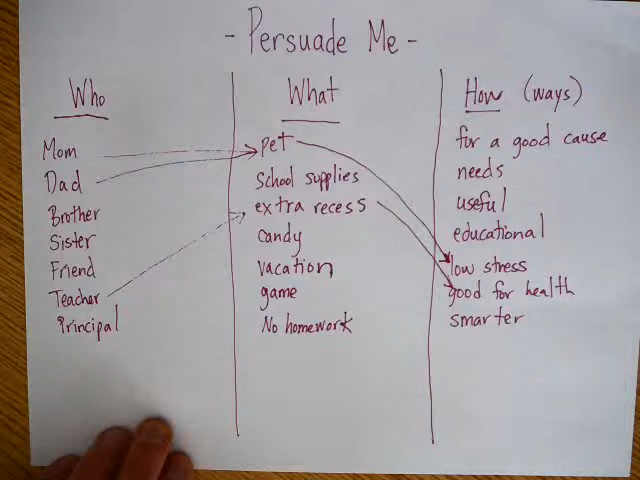 - Persuade Me -
Who
Mom
Dad
Brother
Sister
Friend
Teacher
Principal
What
pet
School supplies
extra recess
candy
vacation
game
No homework
How (ways)
for a good cause
needs
useful
educational
low stress
good for health
smarter